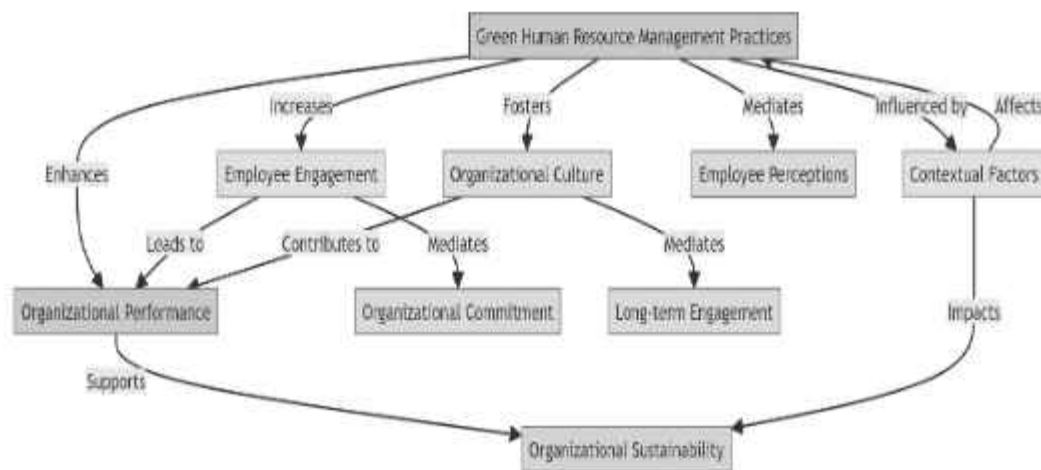 Green Human Resource Management Practices
Increases
Fosters
Mediates
Influenced by
Affects
Enhances
Employee Engagement
Organizational Culture
Employee Perceptions
Contextual Factors
Leads to
Contributes to
Mediates
Mediates
Organizational Performance
Organizational Commitment
Long-term Engagement
Impacts
Supports
Organizational Sustainability